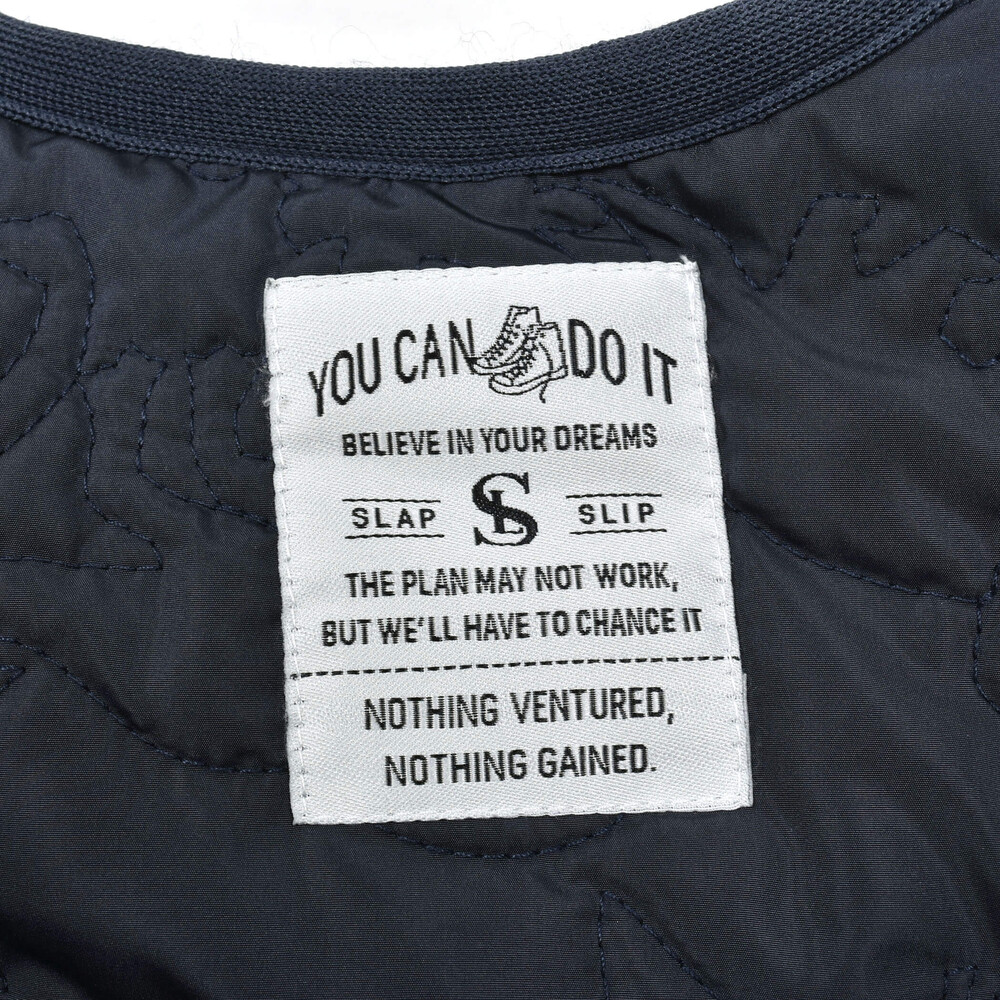 YOU CAN DO IT
BELIEVE IN YOUR DREAMS
SLAP SL SLIP
THE PLAN MAY NOT WORK,
BUT WE'LL HAVE TO CHANCE IT
NOTHING VENTURED,
NOTHING GAINED.